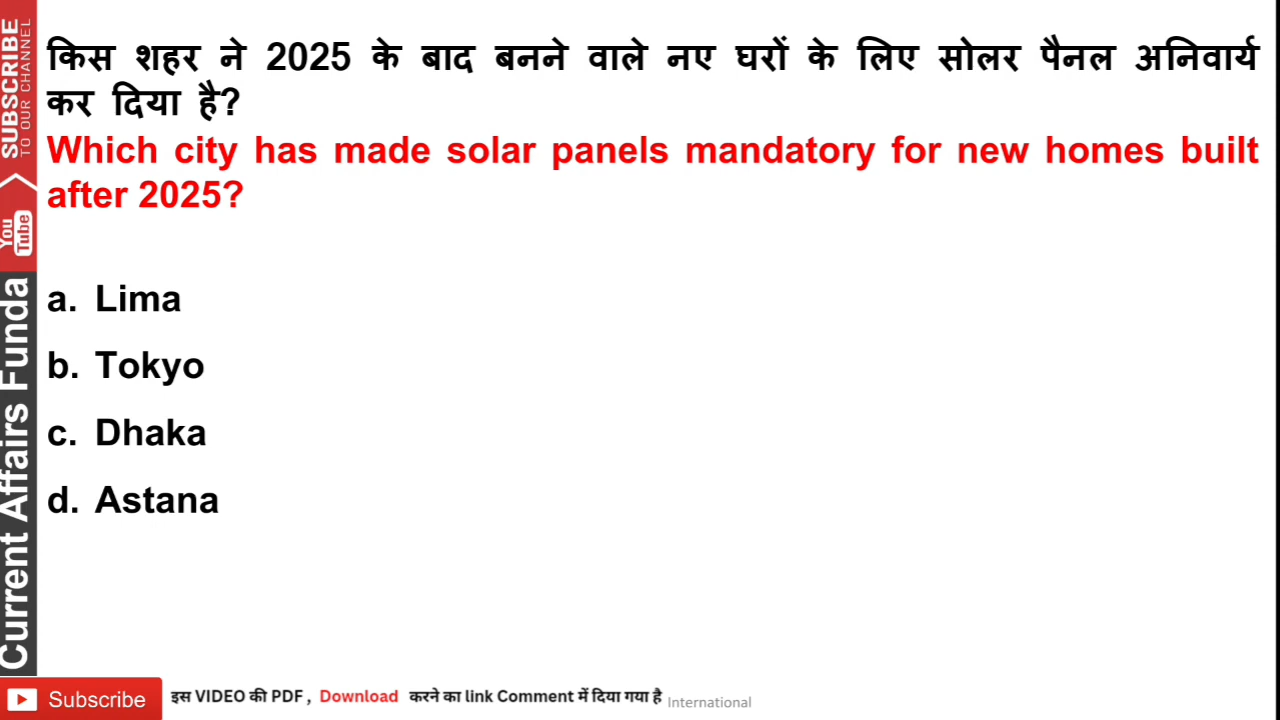 किस शहर ने 2025 के बाद बनने वाले नए घरों के लिए सोलर पैनल अनिवार्य
कर दिया है?
Which city has made solar panels mandatory for new homes built
after 2025?
a. Lima
b. Tokyo
c. Dhaka
d. Astana
SUBSCRIBE
TO OUR CHANNEL
You
Tube
Current Affairs Funda
Subscribe
इस VIDEO की PDF , Download करने का link Comment में दिया गया है
International